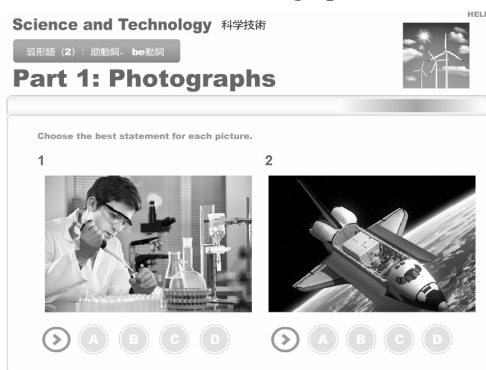 HELI
Science and Technology 科学技術
弱形語（2）：助動詞、be動詞
Part 1: Photographs
Choose the best statement for each picture.
1
2
A B C D
A B C D